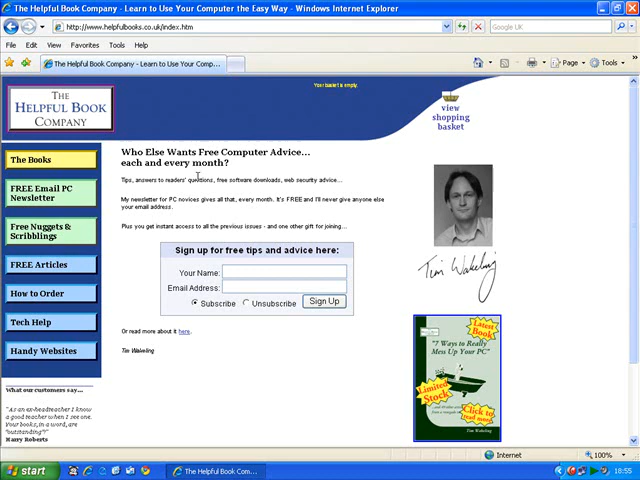 The Helpful Book Company - Learn to Use Your Computer the Easy Way - Windows Internet Explorer
http://www.helpfulbooks.co.uk/index.htm
Google UK
File Edit View Favorites Tools Help
The Helpful Book Company - Learn to Use Your Comp...
Page Tools
Your basket is empty.
THE
HELPFUL BOOK
COMPANY
view
shopping
basket
The Books
FREE Email PC
Newsletter
Free Nuggets &
Scribblings
FREE Articles
How to Order
Tech Help
Handy Websites
What our customers say...
"As an ex-headteacher I know
a good teacher when I see one.
Your books, in a word, are
"outstanding"!"
Harry Roberts
Who Else Wants Free Computer Advice...
each and every month?
Tips, answers to readers' questions, free software downloads, web security advice...
My newsletter for PC novices gives all that, every month. It's FREE and I'll never give anyone else
your email address.
Plus you get instant access to all the previous issues - and one other gift for joining...
Sign up for free tips and advice here:
Your Name:
Email Address:
Subscribe Unsubscribe Sign Up
Or read more about it here.
Tim Wakeling
Tim Wakeling
Latest
Book
"7 Ways to Really
Mess Up Your PC"
Limited
Stock
Click to
read more
Tim Wakeling
Internet 100%
start
The Helpful Book Com...
18:55